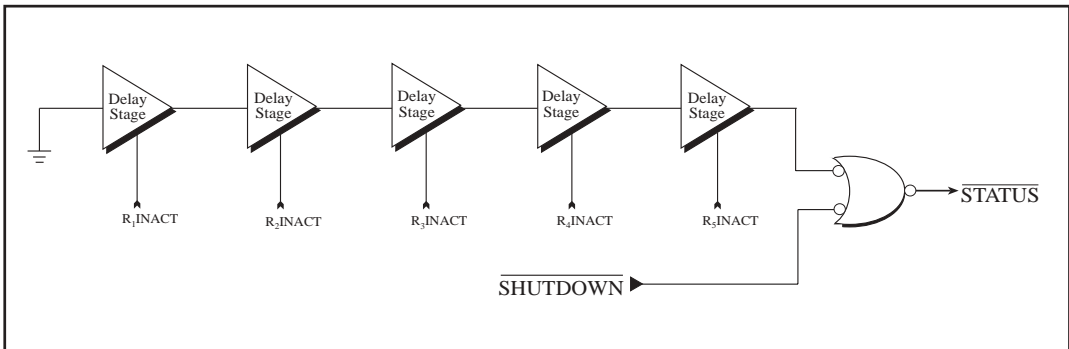 Delay Stage
Delay Stage
Delay Stage
Delay Stage
Delay Stage
R₁INACT
R₂INACT
R₃INACT
R₄INACT
R₅INACT
STATUS
SHUTDOWN